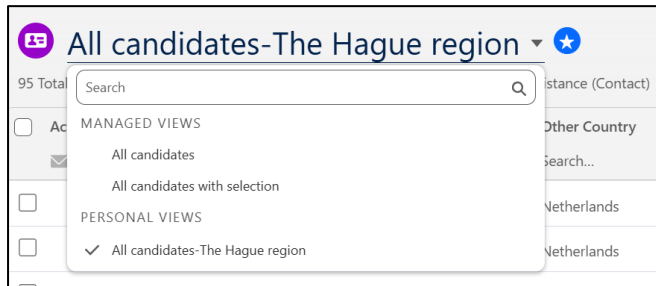 All candidates-The Hague region
95 Total
Search
istance (Contact)
MANAGED VIEWS
Ac
Other Country
All candidates
Search...
All candidates with selection
Netherlands
PERSONAL VIEWS
All candidates-The Hague region
Netherlands